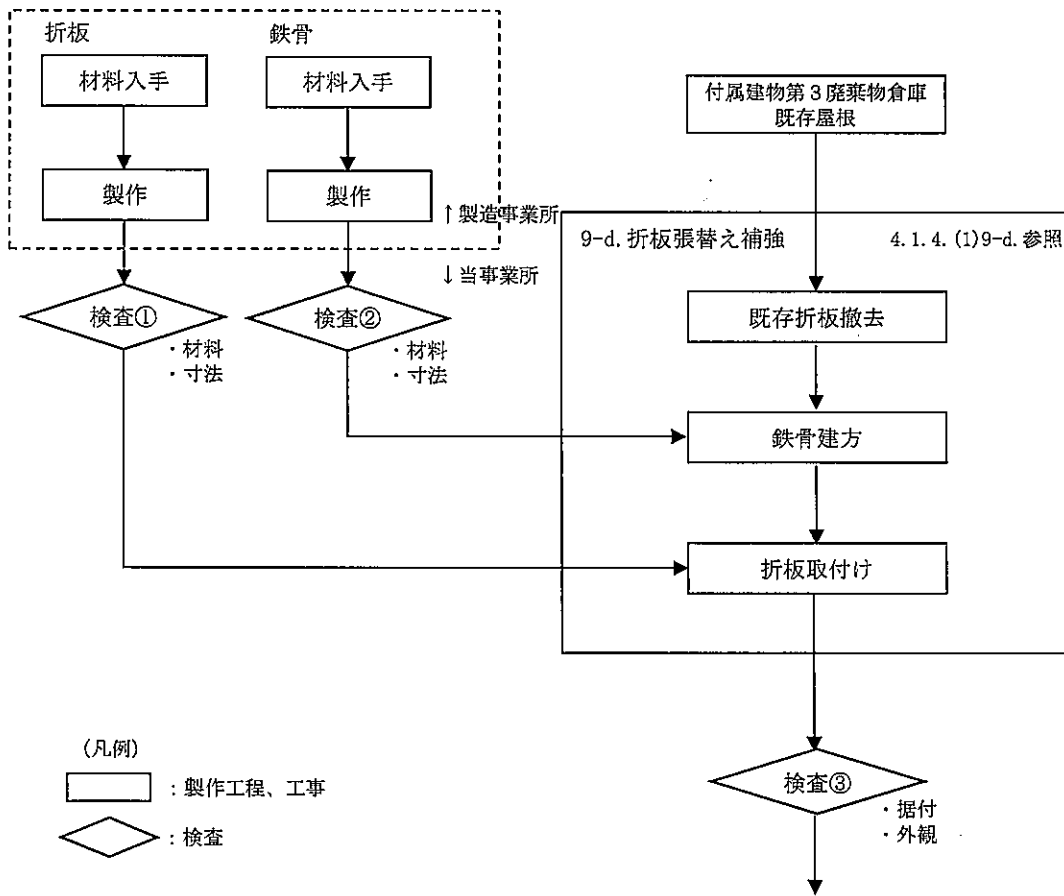 折板
鉄骨
材料入手
材料入手
製作
製作
↑製造事業所
↓当事業所
検査①
・材料
・寸法
検査②
・材料
・寸法
付属建物第3廃棄物倉庫
既存屋根
9-d.折板張替え補強
4.1.4.(1)9-d.参照
既存折板撤去
鉄骨建方
折板取付け
検査③
・据付
・外観
(凡例)
:製作工程、工事
:検査